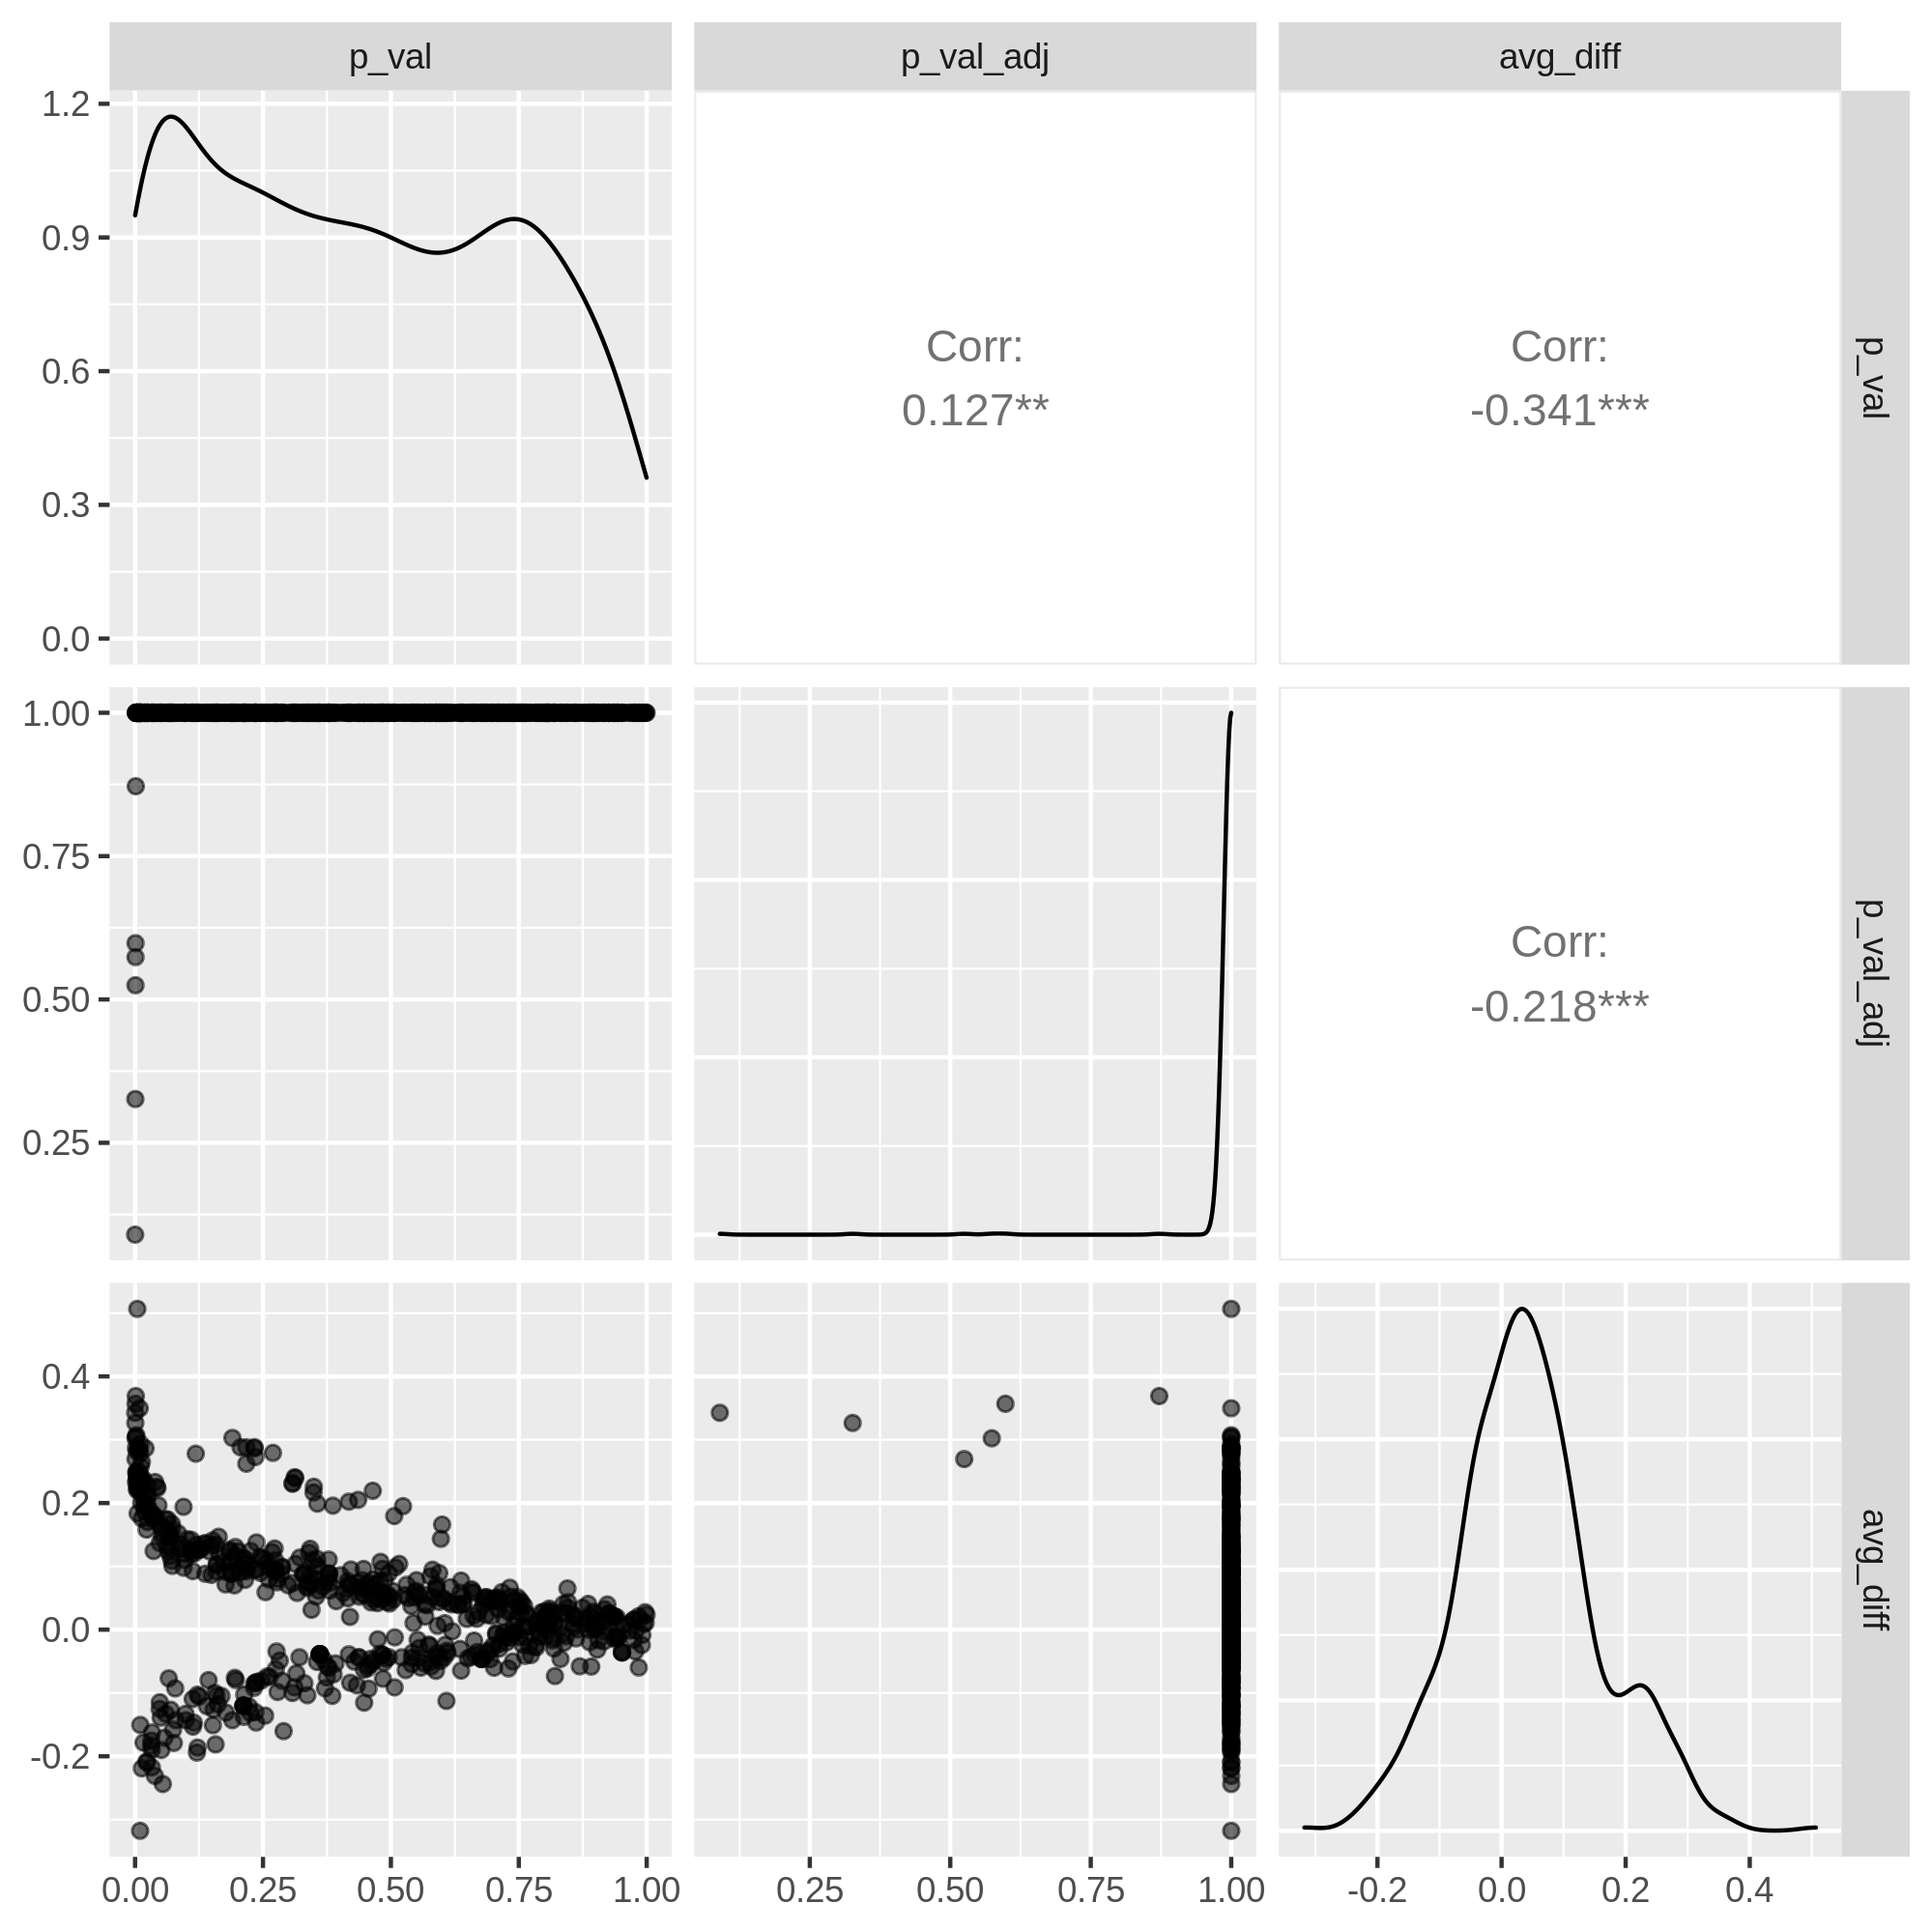 p_val
p_val_adj
avg_diff
1.2
0.9
0.6
0.3
0.0
Corr:
0.127**
Corr:
-0.341***
p_val
1.00
0.75
0.50
0.25
Corr:
-0.218***
p_val_adj
0.4
0.2
0.0
-0.2
avg_diff
0.00 0.25 0.50 0.75 1.00
0.25 0.50 0.75 1.00
-0.2 0.0 0.2 0.4